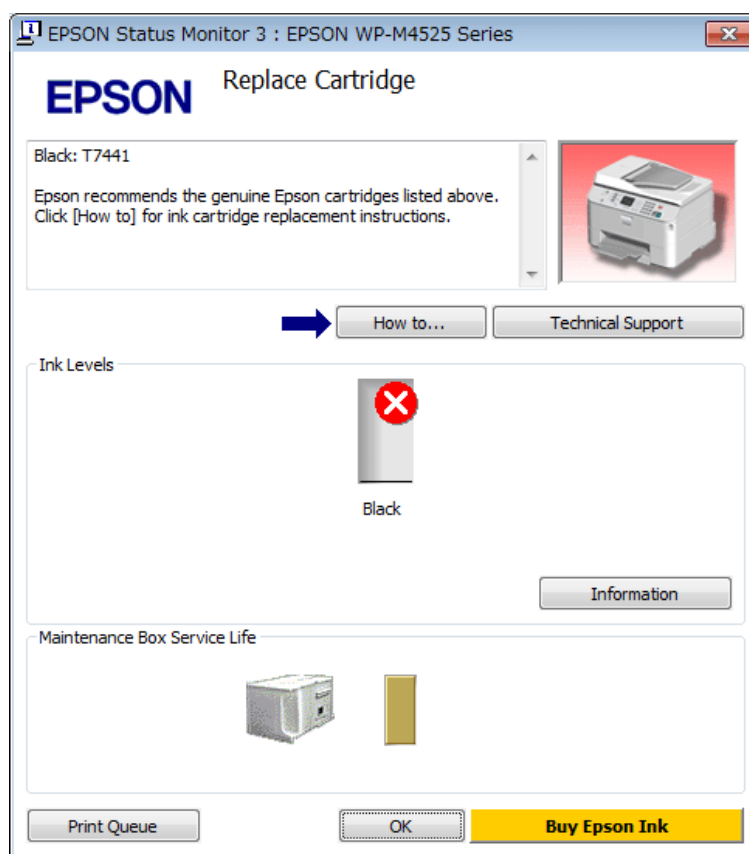 EPSON Status Monitor 3 : EPSON WP-M4525 Series
EPSON
Replace Cartridge
Black: T7441
Epson recommends the genuine Epson cartridges listed above.
Click [How to] for ink cartridge replacement instructions.
How to...
Technical Support
Ink Levels
Black
Information
Maintenance Box Service Life
Print Queue
OK
Buy Epson Ink